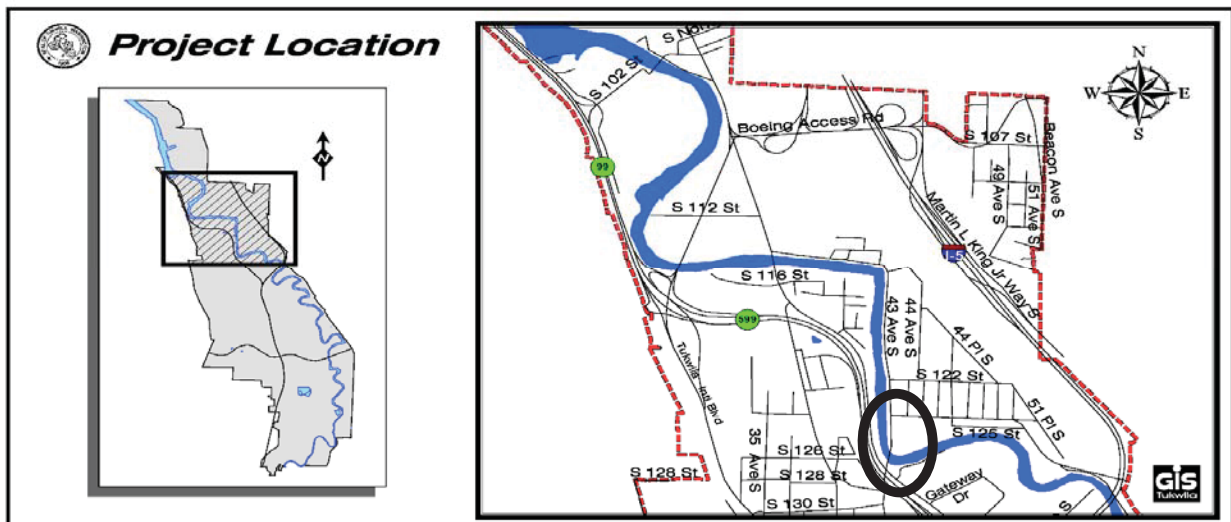 Project Location
N
N
W
E
S
S 102 St
S Nor
Boeing Access Rd
S 107 St
Beacon Ave S
49 Ave S
51 Ave S
99
S 112 St
Martin L King Jr Way S
I-5
S 116 St
43 Ave S
44 Ave S
44 Pl S
599
Tukwila Intl Blvd
S 122 St
51 Pl S
S 125 St
35 Ave S
S 126 St
S 128 St
S 128 St
S 130 St
Gateway
Dr
S
GIS
Tukwila